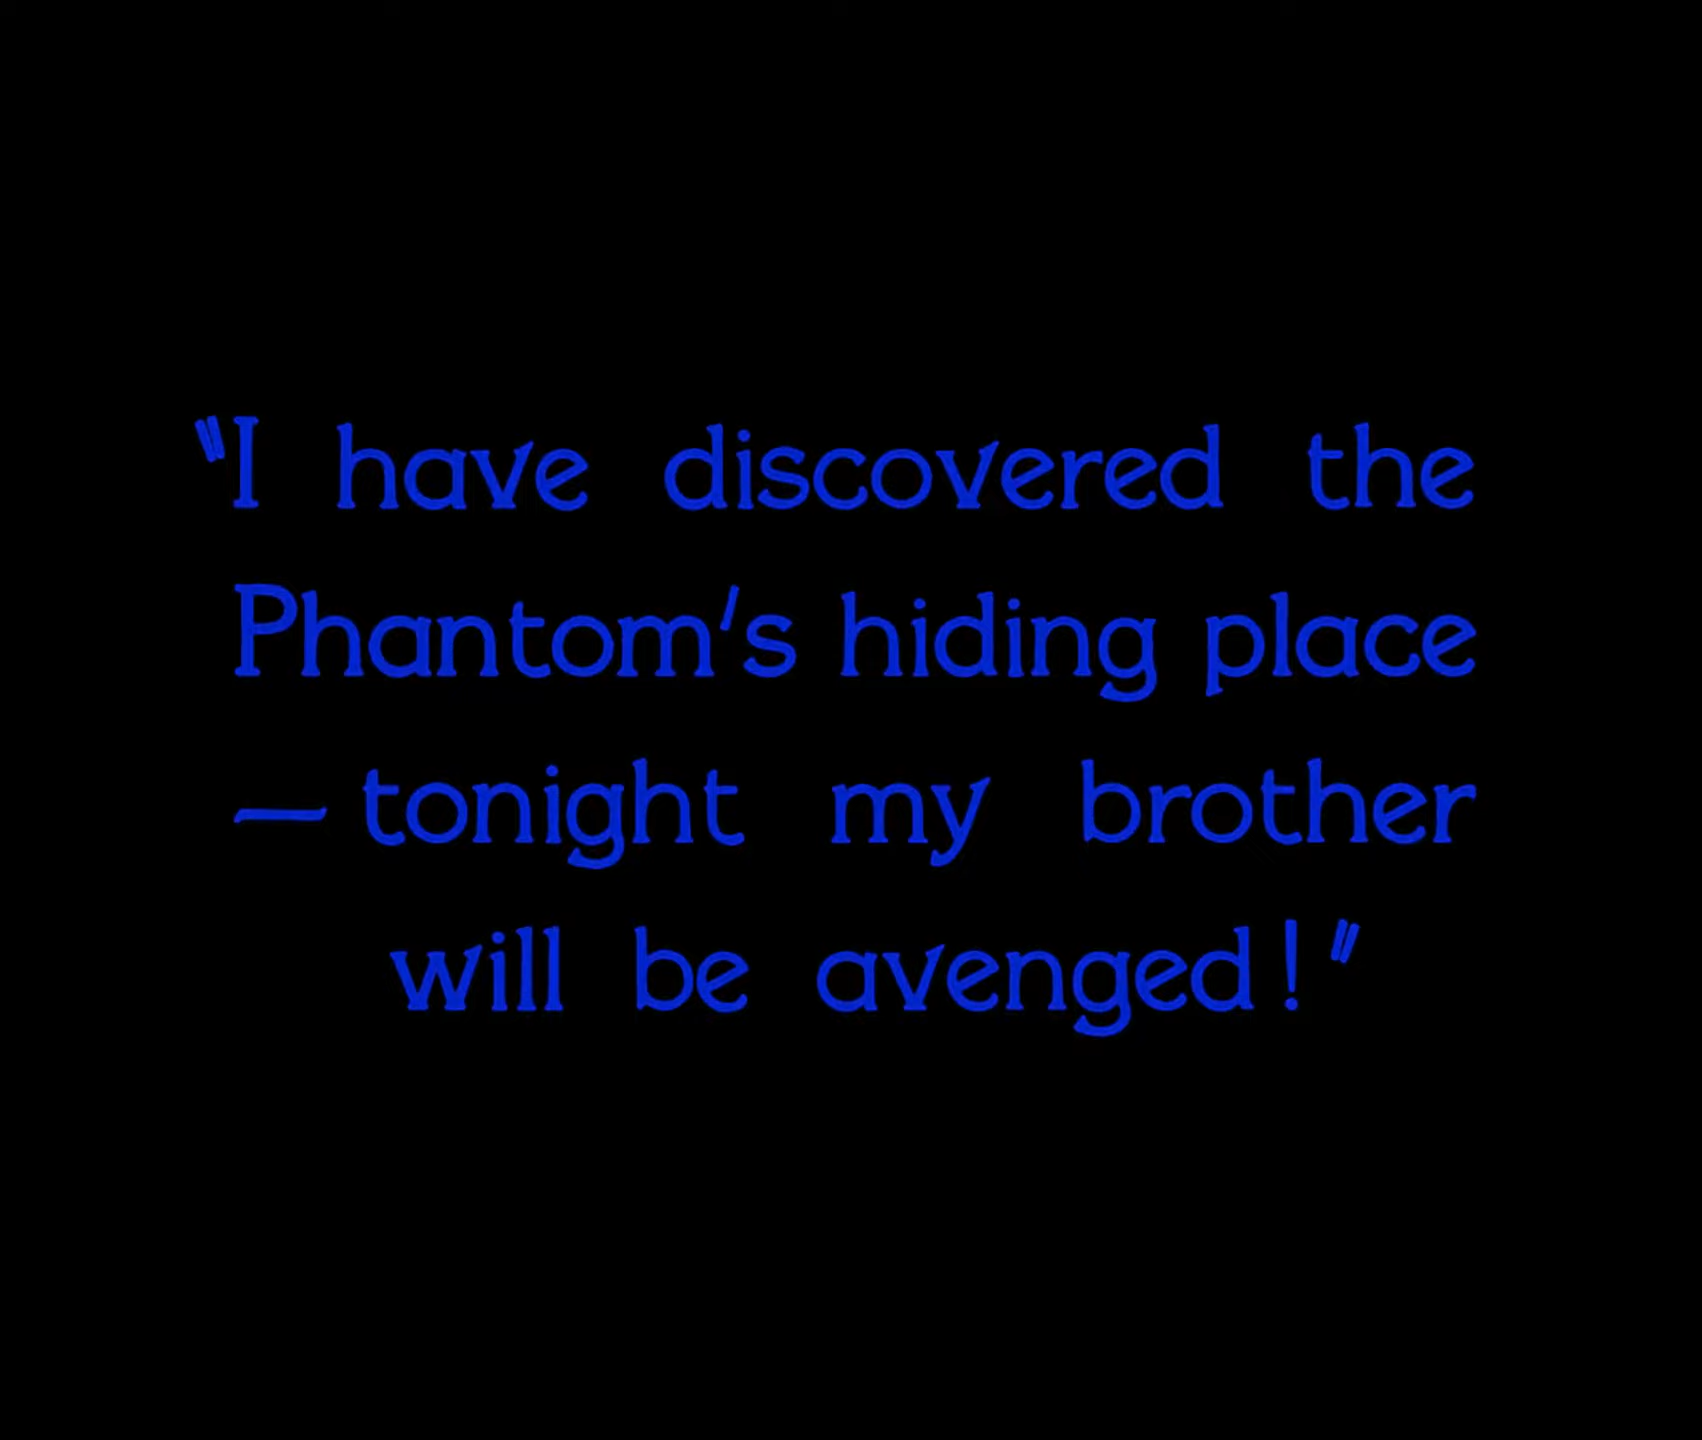 “I have discovered the
Phantom's hiding place
— tonight my brother
will be avenged!”